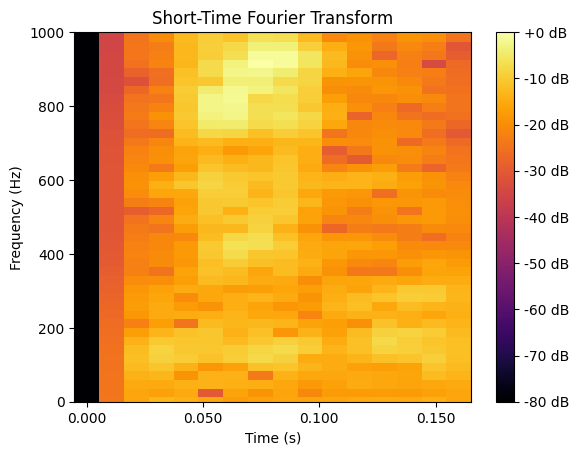 Short-Time Fourier Transform
1000
800
600
400
200
0
Frequency (Hz)
0.000
0.050
0.100
0.150
Time (s)
+0 dB
-10 dB
-20 dB
-30 dB
-40 dB
-50 dB
-60 dB
-70 dB
-80 dB